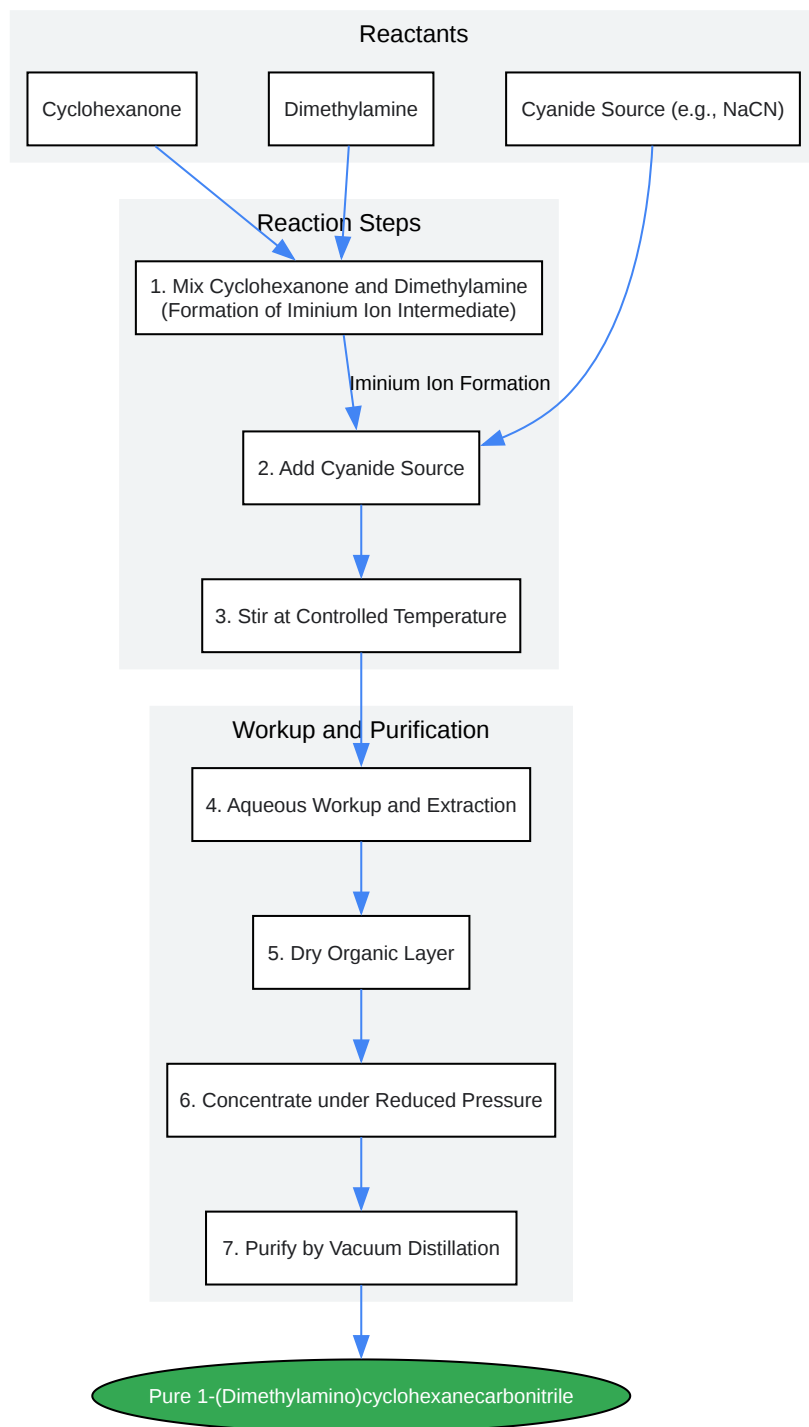 Reactants
Cyclohexanone
Dimethylamine
Cyanide Source (e.g., NaCN)
Reaction Steps
1. Mix Cyclohexanone and Dimethylamine
(Formation of Iminium Ion Intermediate)
Iminium Ion Formation
2. Add Cyanide Source
3. Stir at Controlled Temperature
Workup and Purification
4. Aqueous Workup and Extraction
5. Dry Organic Layer
6. Concentrate under Reduced Pressure
7. Purify by Vacuum Distillation
Pure 1-(Dimethylamino)cyclohexanecarbonitrile